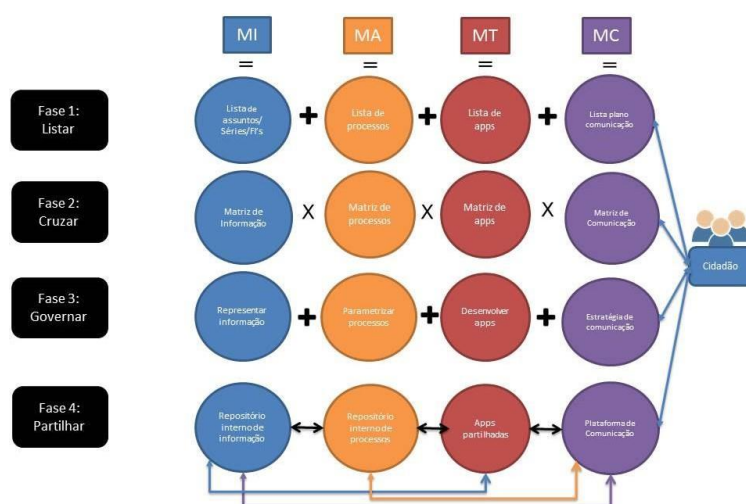 MI
MA
MT
MC
=
=
=
=
Fase 1:
Listar
Lista de
assuntos/
Séries/FI's
+
Lista de
processos
+
Lista de
apps
+
Lista plano
comunicação
Fase 2:
Cruzar
Matriz de
Informação
X
Matriz de
processos
X
Matriz de
apps
X
Matriz de
Comunicação
Cidadão
Fase 3:
Governar
Representar
informação
+
Parametrizar
processos
+
Desenvolver
apps
+
Estratégia de
comunicação
Fase 4:
Partilhar
Repositório
interno de
informação
Repositório
interno de
processos
Apps
partilhadas
Plataforma de
Comunicação